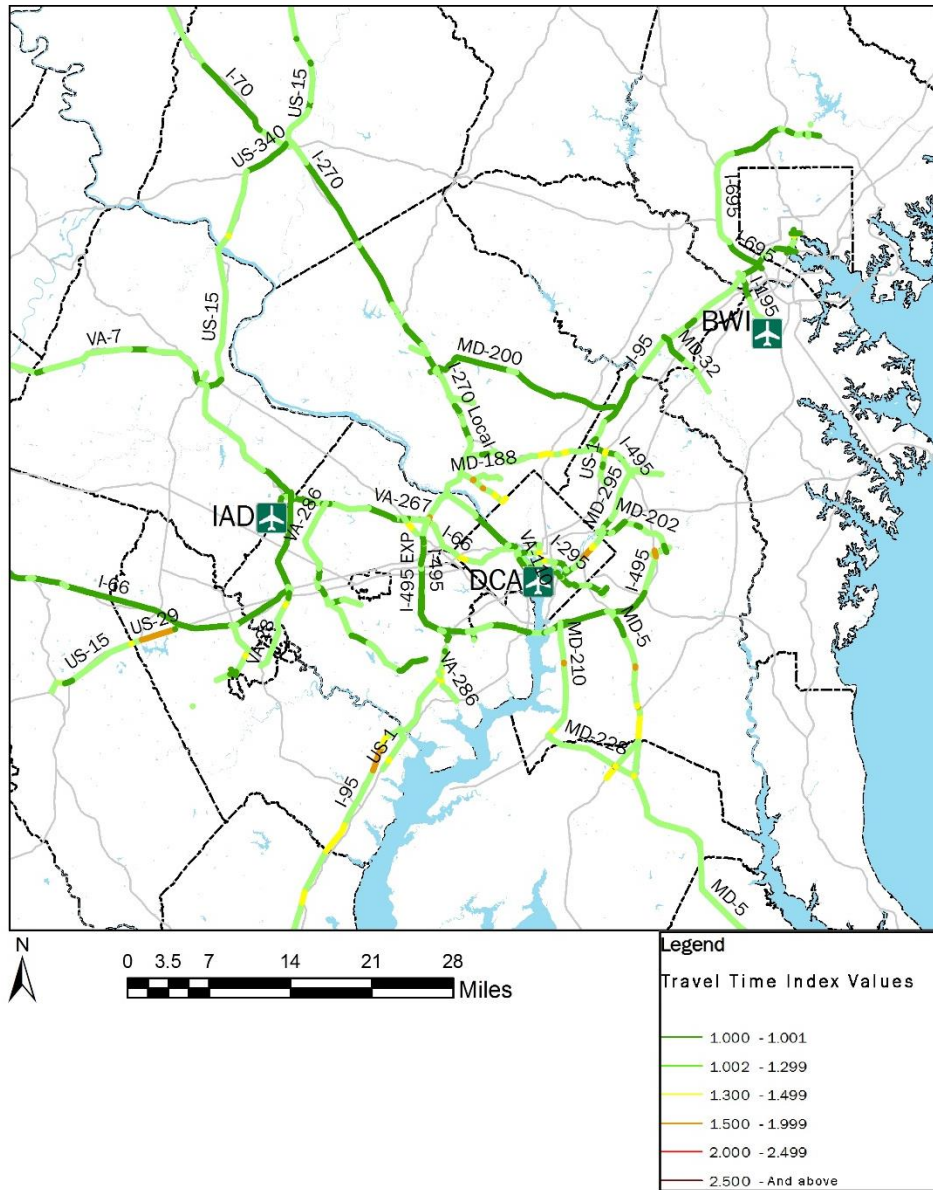 I-70
US-15
US-340
I-270
I-695
I-695
I-195
BWI
US-15
VA-7
MD-200
I-95
MD-32
I-270 Local
MD-188
US-1
I-495
MD-295
VA-286
VA-267
MD-202
IAD
I-495 EXP
I-495
I-66
I-295
I-495
DCA
I-66
US-29
US-15
MD-5
MD-210
VA-286
MD-228
US-1
I-95
MD-5
N
0 3.5 7 14 21 28
Miles
Legend
Travel Time Index Values
1.000 - 1.001
1.002 - 1.299
1.300 - 1.499
1.500 - 1.999
2.000 - 2.499
2.500 - And above